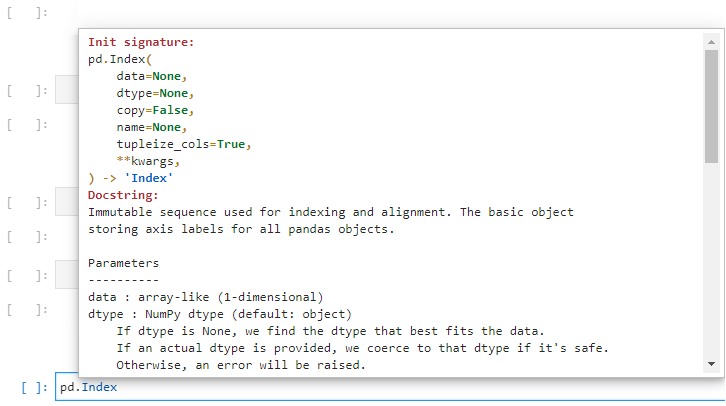 [ ]:
Init signature:
pd.Index(
    data=None,
    dtype=None,
[ ]:
    copy=False,
    name=None,
[ ]:
    tupleize_cols=True,
    **kwargs,
) -> 'Index'
Docstring:
[ ]:
Immutable sequence used for indexing and alignment. The basic object
storing axis labels for all pandas objects.
[ ]:
Parameters
[ ]:
----------
data : array-like (1-dimensional)
[ ]:
dtype : NumPy dtype (default: object)
    If dtype is None, we find the dtype that best fits the data.
    If an actual dtype is provided, we coerce to that dtype if it's safe.
    Otherwise, an error will be raised.
[ ]: pd.Index